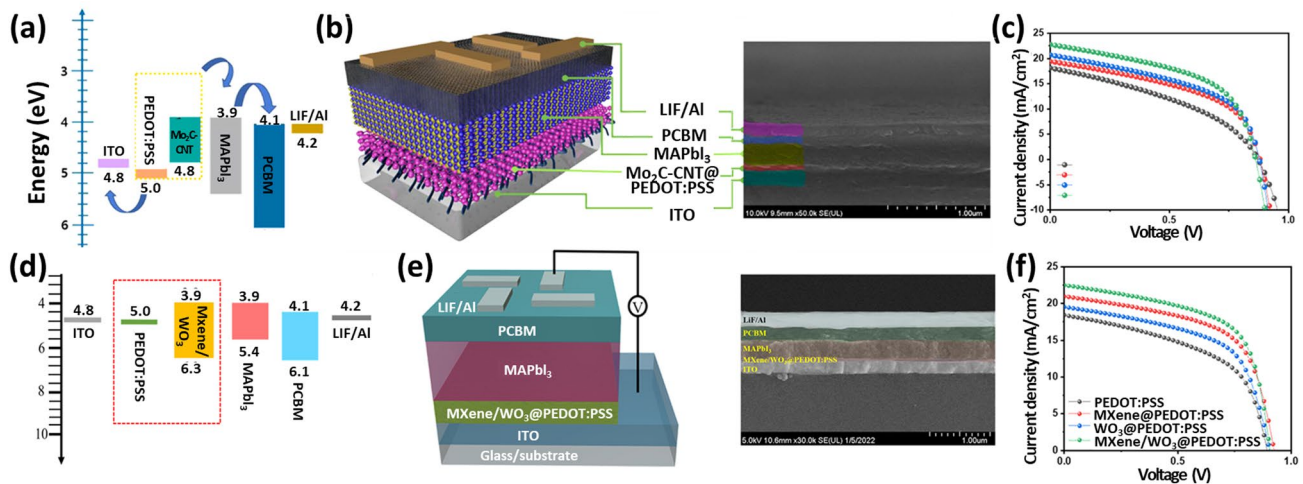 (a)
Energy (eV)
3
4
5
6
ITO
4.8
PEDOT:PSS
5.0
Mo₂C-
CNT
4.8
3.9
MAPbI₃
4.1
PCBM
LIF/Al
4.2
(b)
LIF/Al
PCBM
MAPbI₃
Mo₂C-CNT@
PEDOT:PSS
ITO
10.0kV 9.5mm x50.0k SE(UL)
1.00um
(c)
Current density (mA/cm²)
25
20
15
10
5
0
-5
-10
0.0
0.5
1.0
Voltage (V)
(d)
4
6
8
10
4.8
ITO
5.0
PEDOT:PSS
3.9
Mxene/
WO₃
6.3
3.9
5.4
MAPbI₃
4.1
6.1
PCBM
4.2
LIF/Al
(e)
LIF/Al
PCBM
MAPbI₃
MXene/WO₃@PEDOT:PSS
ITO
Glass/substrate
V
LiF/Al
PCBM
MAPbI₃
MXene/WO₃@PEDOT:PSS
ITO
5.0kV 10.6mm x30.0k SE(UL) 1/5/2022
1.00um
(f)
Current density (mA/cm²)
25
20
15
10
5
0
0.0
0.5
1.0
Voltage (V)
PEDOT:PSS
MXene@PEDOT:PSS
WO₃@PEDOT:PSS
MXene/WO₃@PEDOT:PSS